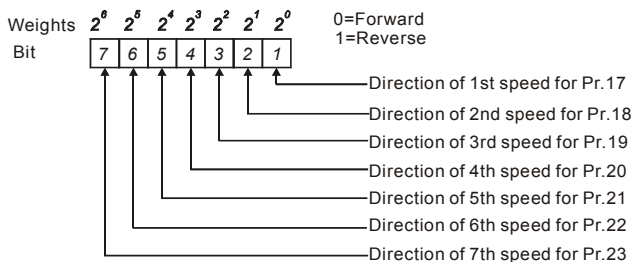 Weights 2⁶ 2⁵ 2⁴ 2³ 2² 2¹ 2⁰ 0=Forward
1=Reverse
Bit 7 6 5 4 3 2 1
Direction of 1st speed for Pr.17
Direction of 2nd speed for Pr.18
Direction of 3rd speed for Pr.19
Direction of 4th speed for Pr.20
Direction of 5th speed for Pr.21
Direction of 6th speed for Pr.22
Direction of 7th speed for Pr.23